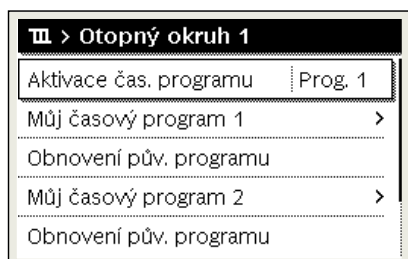 > Otopný okruh 1
Aktivace čas. programu Prog. 1
Můj časový program 1 >
Obnovení pův. programu
Můj časový program 2 >
Obnovení pův. programu